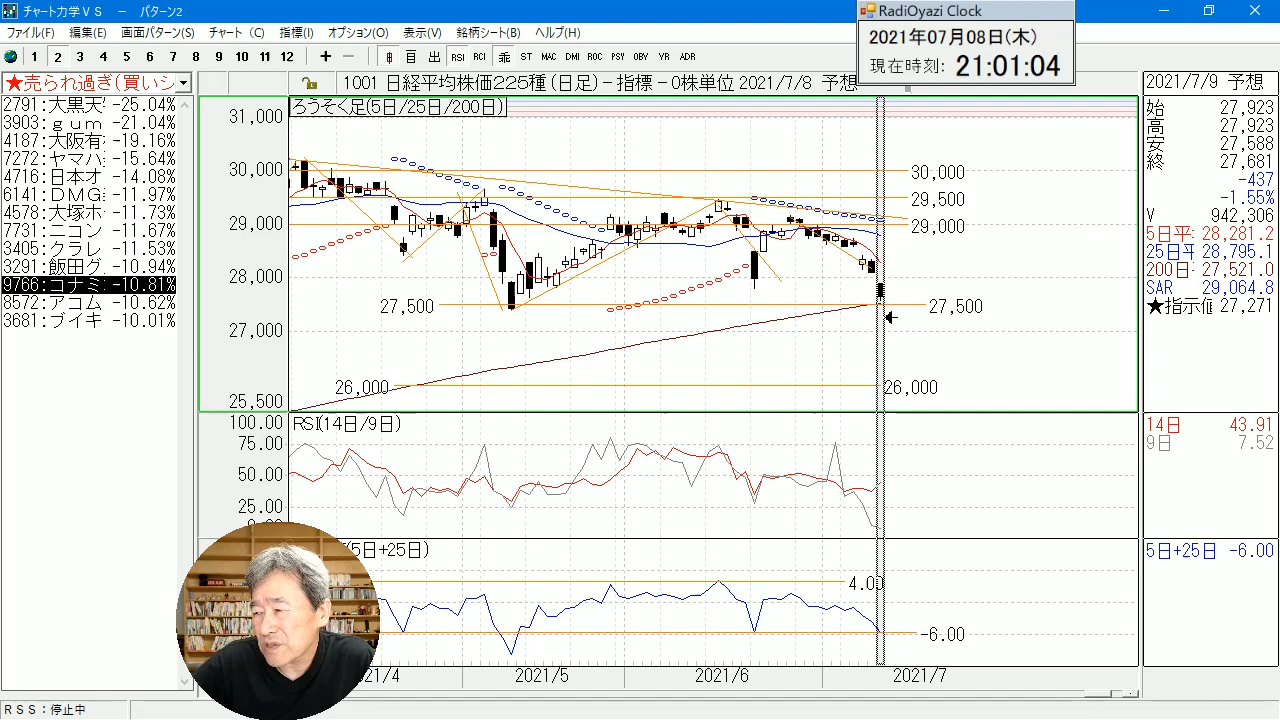 チャート力学ＶＳ － パターン2
RadiOyazi Clock
2021年07月08日(木)
現在時刻: 21:01:04
ファイル(F) 編集(E) 画面パターン(S) チャート (C) 指標(I) オプション(O) 表示(V) 銘柄シート(B) ヘルプ(H)
1 2 3 4 5 6 7 8 9 10 11 12 ＋ － 日 出 RSI RCI 乖 ST MAC DMI ROC PSY OBV VR ADR
★売られ過ぎ(買いシ
1001 日経平均株価225種 (日足)－指標－0株単位 2021/7/8 予想
2021/7/9 予想
2791:大黒天 -25.04%
3903:ｇｕｍ -21.04%
4187:大阪有 -19.16%
7272:ヤマハ -15.64%
4716:日本オ -14.08%
6141:ＤＭＧ -11.97%
4578:大塚ホ -11.73%
7731:ニコン -11.67%
3405:クラレ -11.53%
3291:飯田グ -10.94%
9766:コナミ -10.81%
8572:アコム -10.62%
3681:ブイキ -10.01%
ろうそく足(5日/25日/200日)
31,000
30,000
29,000
28,000
27,000
25,500
30,000
29,500
29,000
27,500
27,500
26,000
26,000
始 27,923
高 27,923
安 27,588
終 27,681
-437
-1.55%
V 942,306
5日平: 28,281.2
25日平 28,795.1
200日: 27,521.0
SAR 29,064.8
★指示値 27,271
RSI(14日/9日)
100.00
75.00
50.00
25.00
14日 43.91
9日 7.52
(5日+25日)
4.00
-6.00
5日+25日 -6.00
2021/5
2021/6
2021/7
ＲＳＳ：停止中